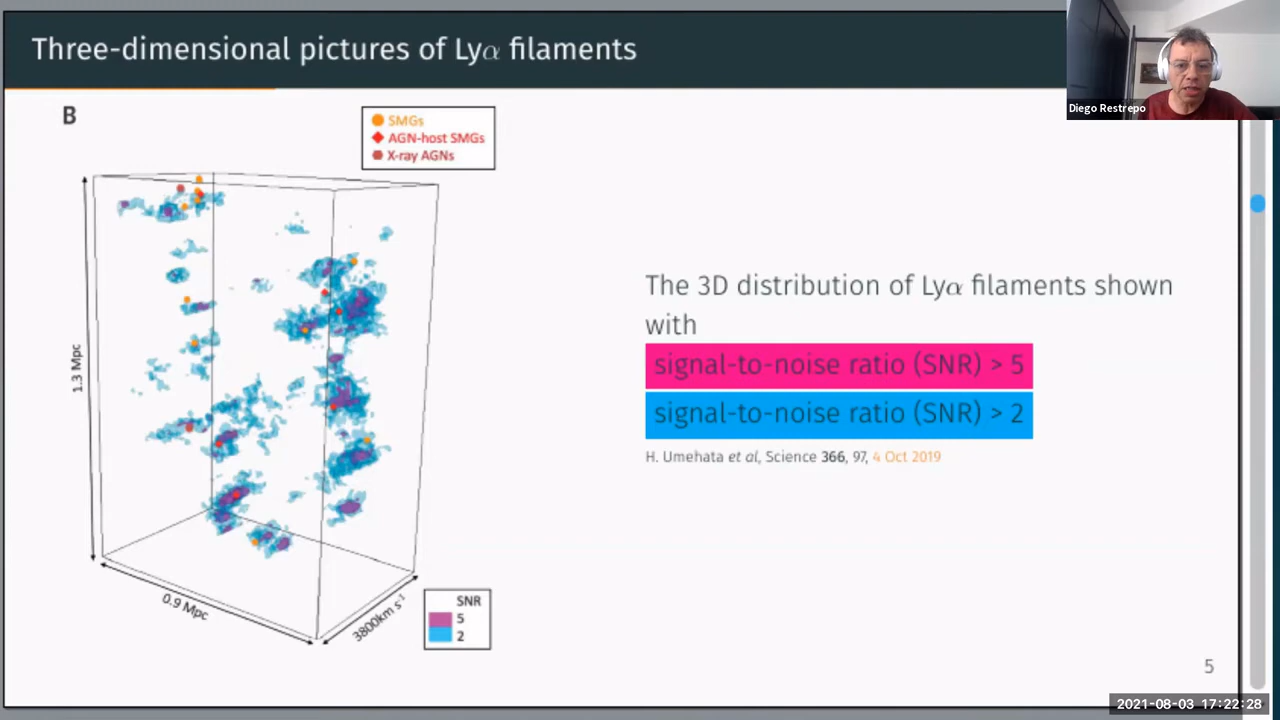 Three-dimensional pictures of Lyα filaments
Diego Restrepo
B
SMGs
AGN-host SMGs
X-ray AGNs
1.3 Mpc
0.9 Mpc
3800km s⁻¹
SNR
5
2
The 3D distribution of Lyα filaments shown
with
signal-to-noise ratio (SNR) > 5
signal-to-noise ratio (SNR) > 2
H. Umehata et al, Science 366, 97, 4 Oct 2019
5
2021-08-03 17:22:28